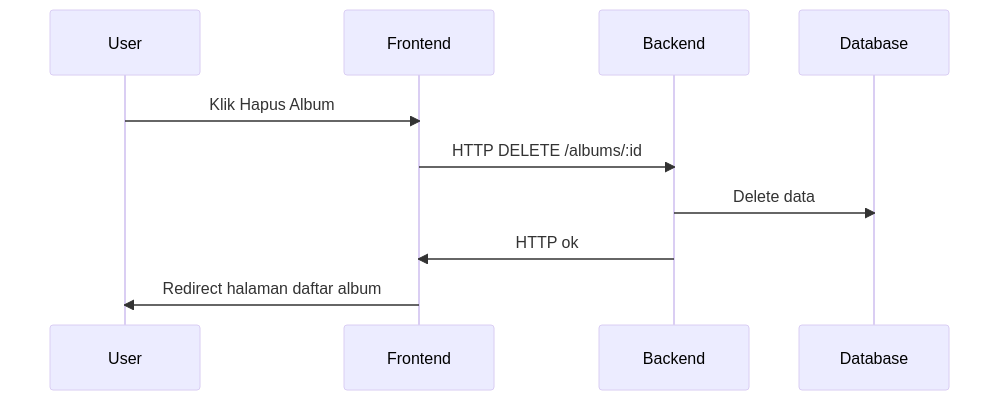 User
Frontend
Backend
Database
Klik Hapus Album
HTTP DELETE /albums/:id
Delete data
HTTP ok
Redirect halaman daftar album
User
Frontend
Backend
Database